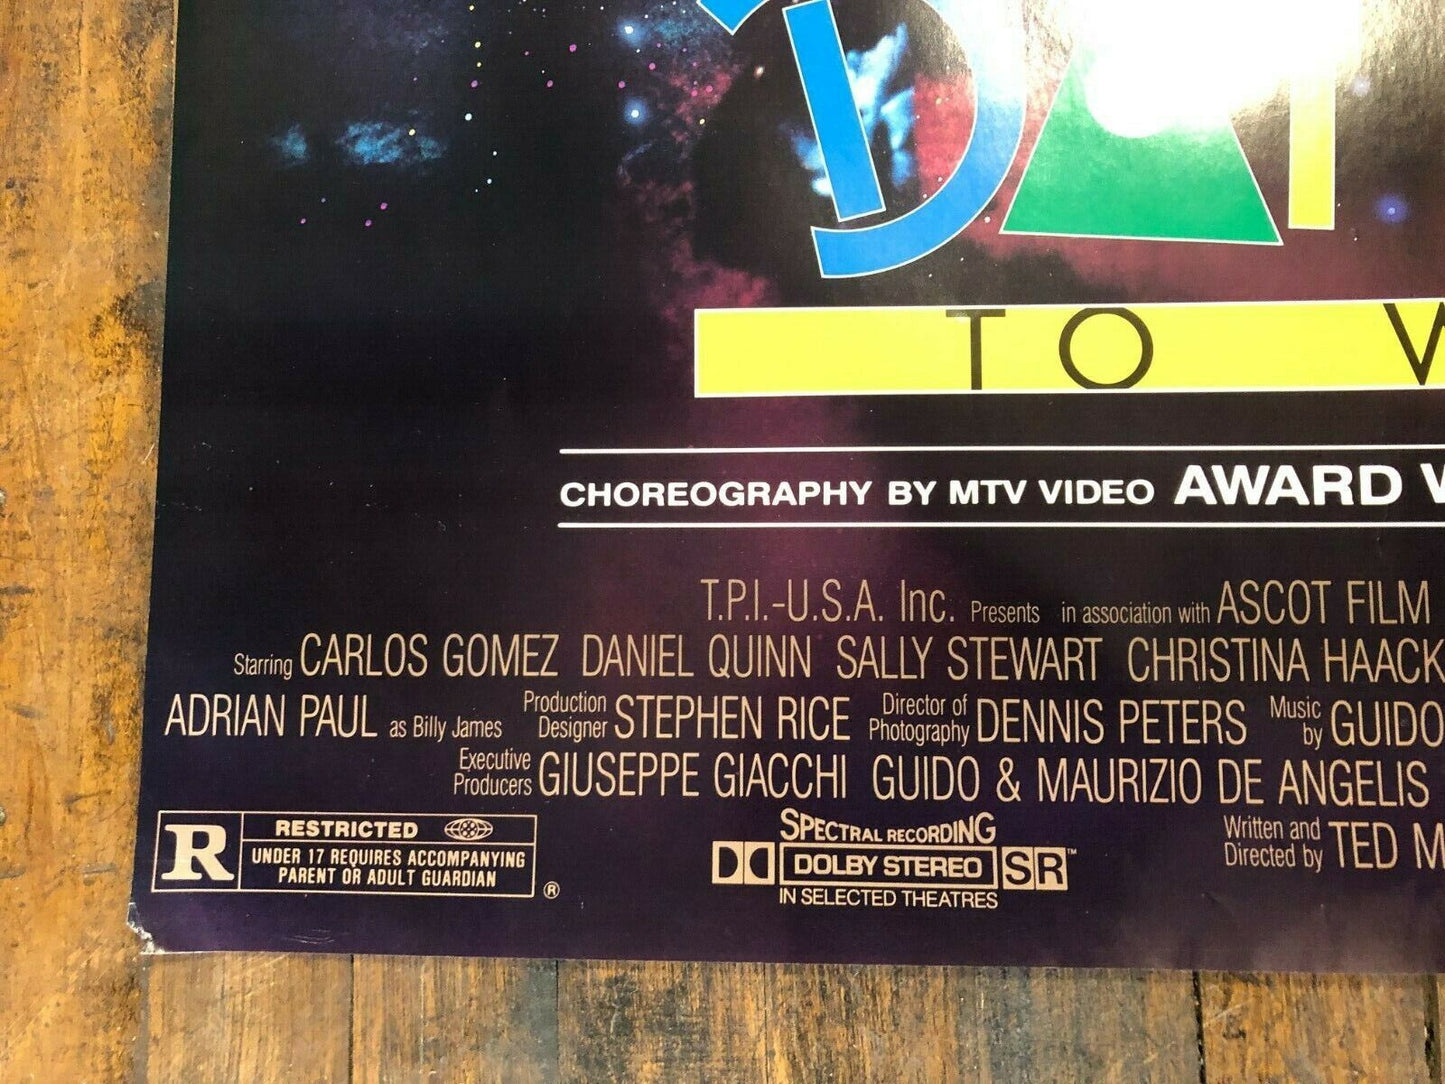 DA
TO W
CHOREOGRAPHY BY MTV VIDEO AWARD W
T.P.I.-U.S.A. Inc. Presents in association with ASCOT FILM
Starring CARLOS GOMEZ DANIEL QUINN SALLY STEWART CHRISTINA HAACK
ADRIAN PAUL as Billy James Production Designer STEPHEN RICE Director of Photography DENNIS PETERS Music by GUIDO
Executive Producers GIUSEPPE GIACCHI GUIDO & MAURIZIO DE ANGELIS
Written and Directed by TED M
R RESTRICTED
UNDER 17 REQUIRES ACCOMPANYING
PARENT OR ADULT GUARDIAN ®
SPECTRAL RECORDING
DOLBY STEREO SR™
IN SELECTED THEATRES